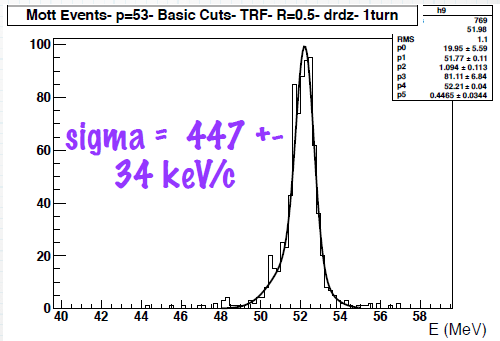 Mott Events- p=53- Basic Cuts- TRF- R=0.5- drdz- 1turn
h9
769
51.98
RMS 1.1
p0 19.95 ± 5.59
p1 51.77 ± 0.11
p2 1.094 ± 0.113
p3 81.11 ± 6.84
p4 52.21 ± 0.04
p5 0.4465 ± 0.0344
sigma = 447 +-
34 keV/c
100
80
60
40
20
0
40 42 44 46 48 50 52 54 56 58
E (MeV)